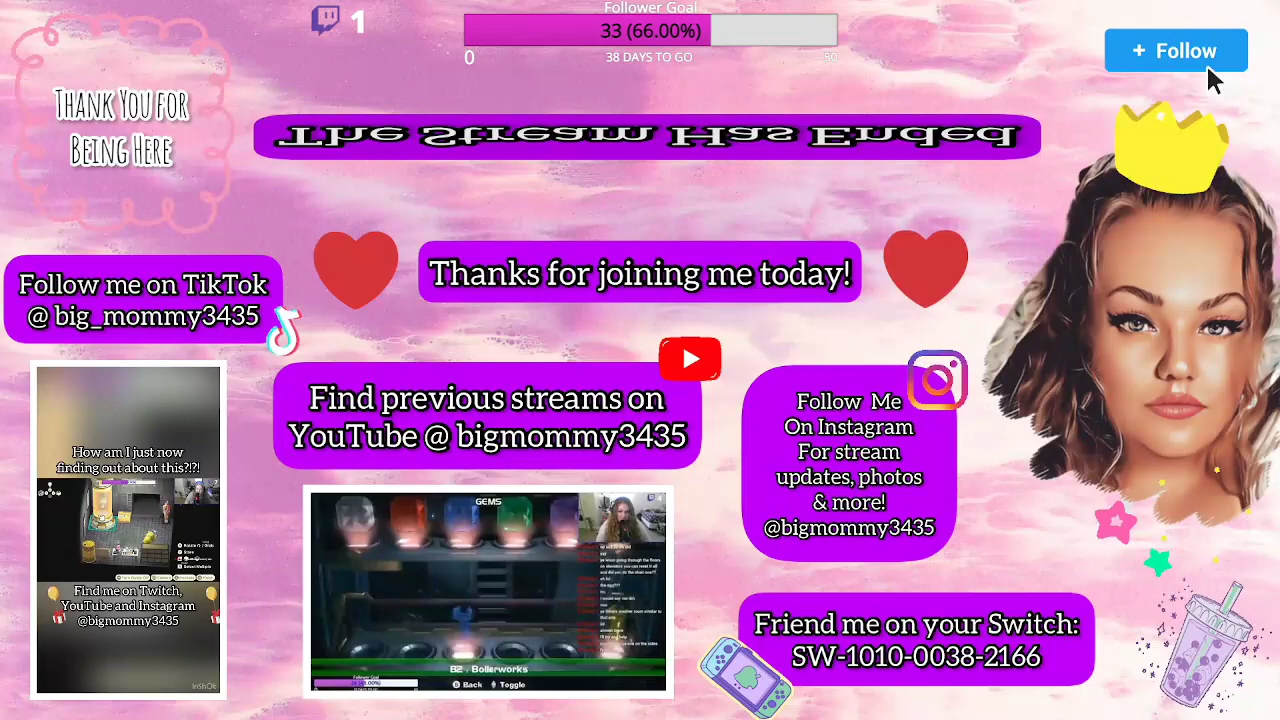 Follower Goal
1
33 (66.00%)
0
38 DAYS TO GO
50
+ Follow
Thank You for
Being Here
The Stream Has Ended
Thanks for joining me today!
Follow me on TikTok
@ big_mommy3435
Find previous streams on
YouTube @ bigmommy3435
Follow Me
On Instagram
For stream
updates, photos
& more!
@bigmommy3435
How am I just now
finding out about this?!?!
Find me on Twitch,
YouTube and Instagram
@bigmommy3435
InShOt
GEMS
B2 - Boilerworks
Follower Goal
Back
Toggle
Friend me on your Switch:
SW-1010-0038-2166